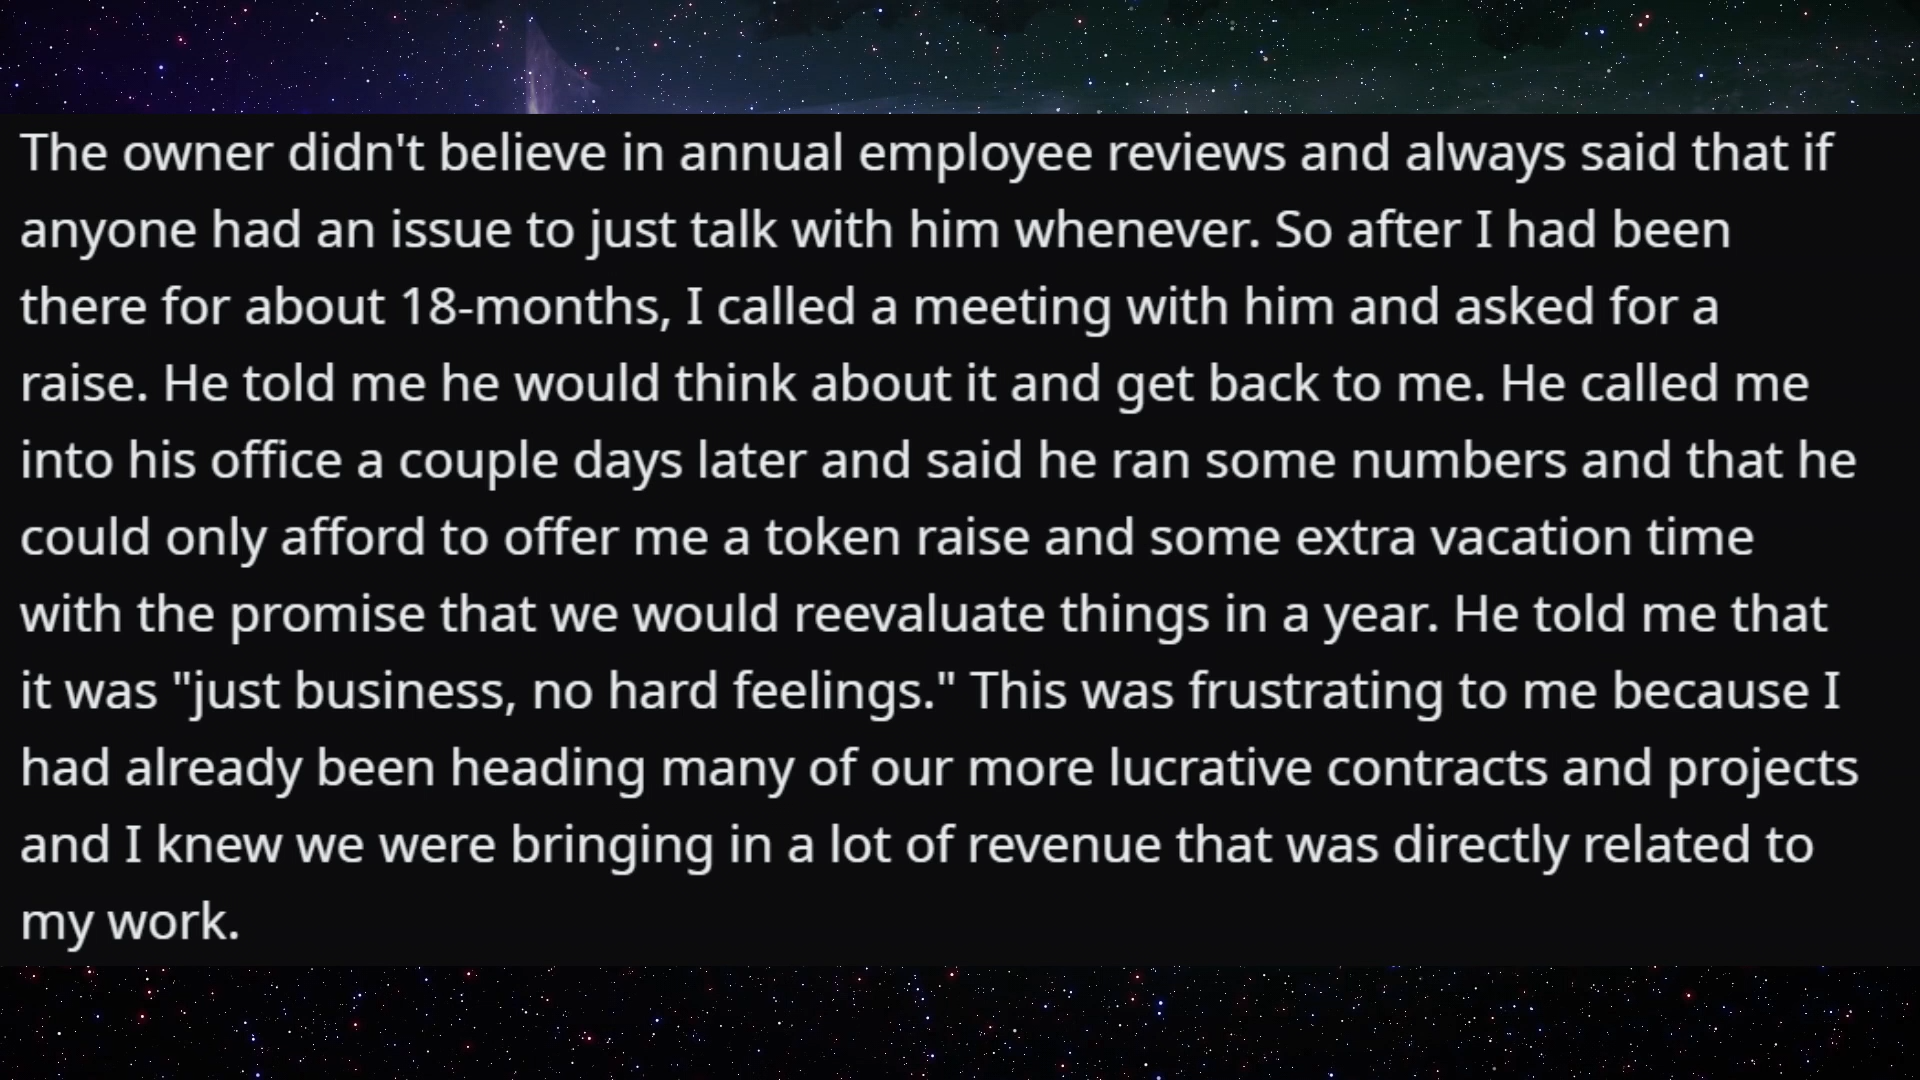 The owner didn't believe in annual employee reviews and always said that if
anyone had an issue to just talk with him whenever. So after I had been
there for about 18-months, I called a meeting with him and asked for a
raise. He told me he would think about it and get back to me. He called me
into his office a couple days later and said he ran some numbers and that he
could only afford to offer me a token raise and some extra vacation time
with the promise that we would reevaluate things in a year. He told me that
it was "just business, no hard feelings." This was frustrating to me because I
had already been heading many of our more lucrative contracts and projects
and I knew we were bringing in a lot of revenue that was directly related to
my work.